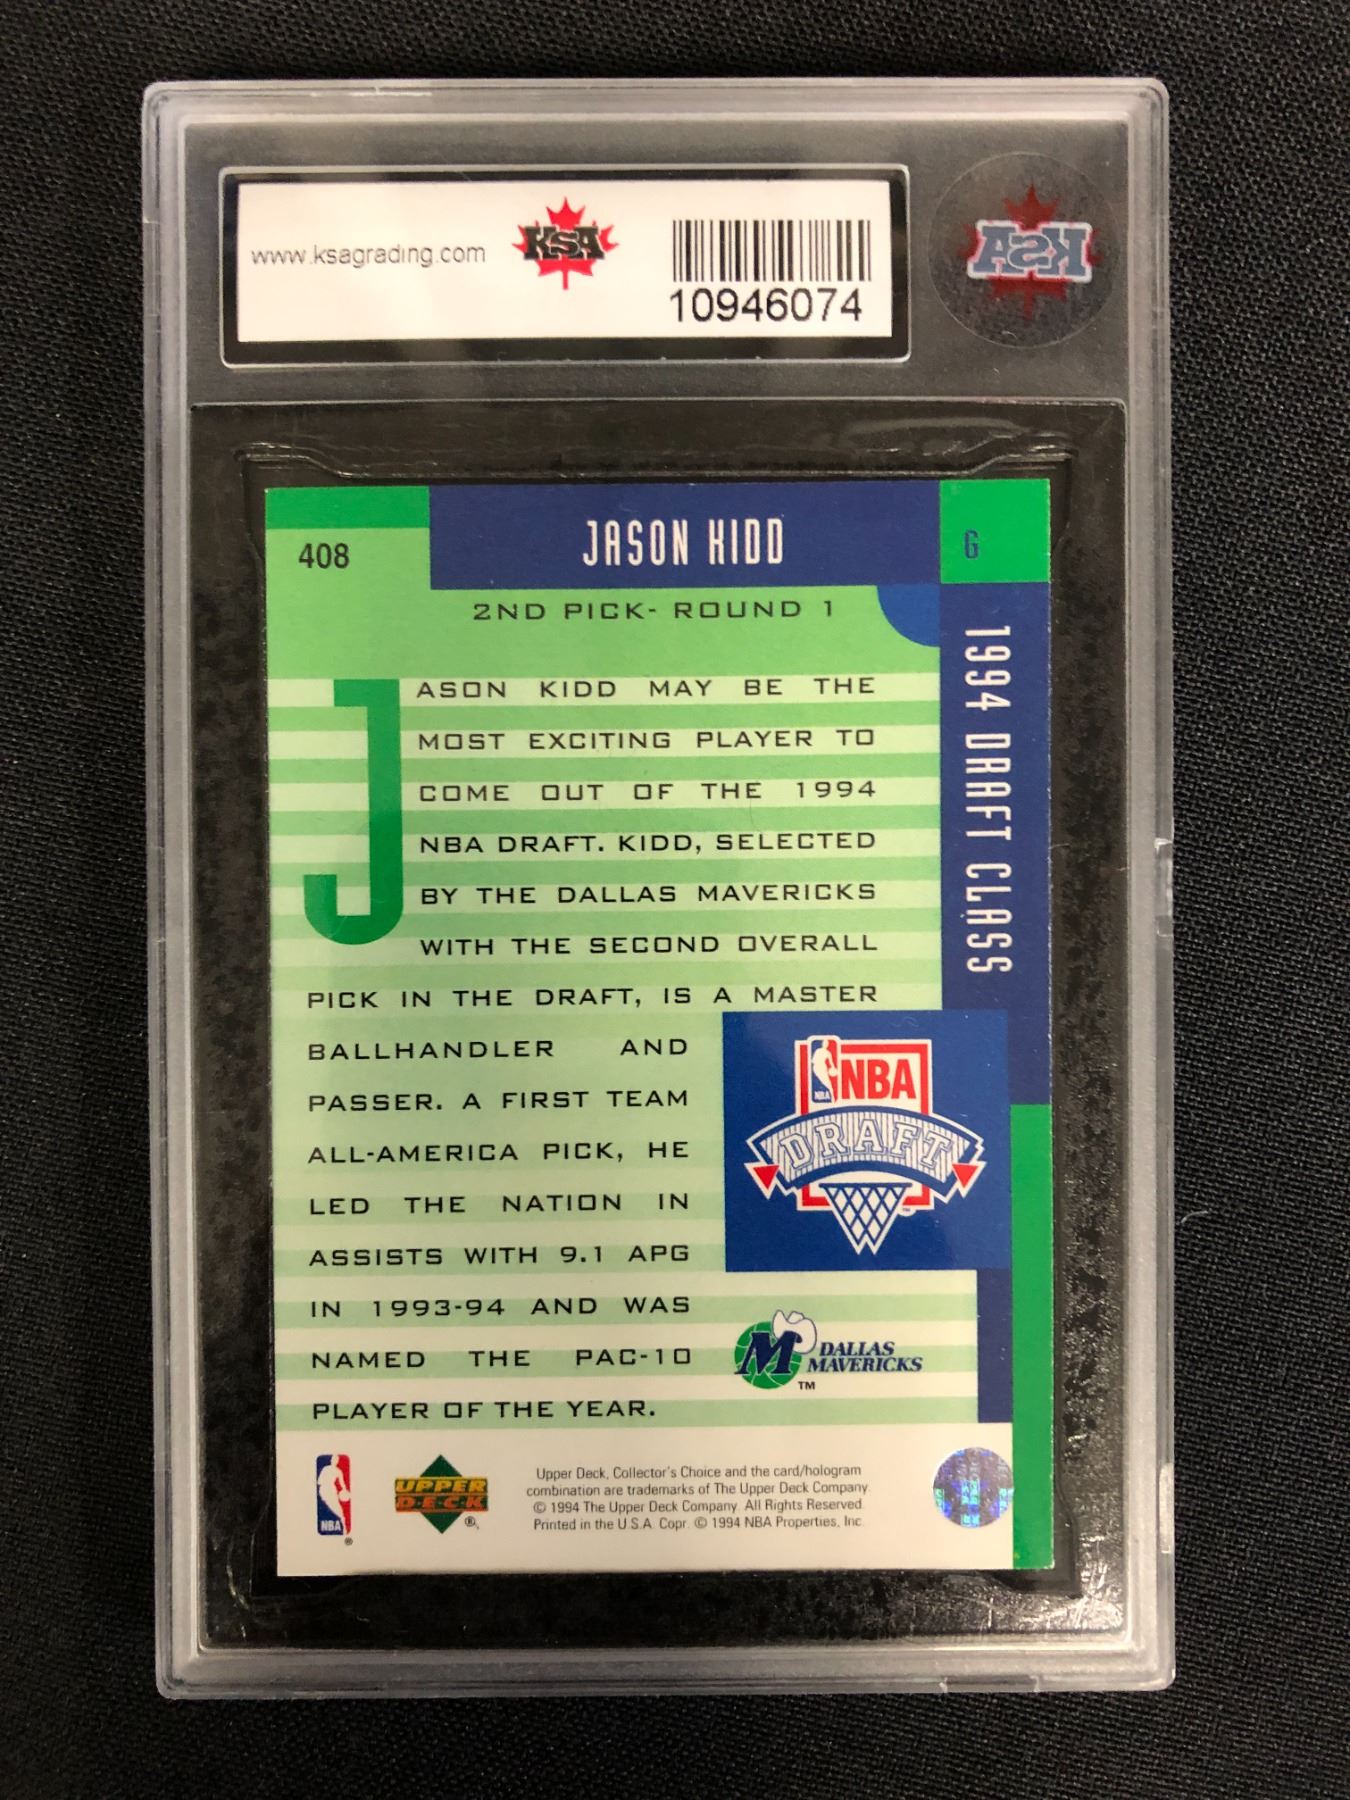 www.ksagrading.com
KSA
10946074
KSA
408
JASON KIDD
G
2ND PICK- ROUND 1
1994 DRAFT CLASS
JASON KIDD MAY BE THE
MOST EXCITING PLAYER TO
COME OUT OF THE 1994
NBA DRAFT. KIDD, SELECTED
BY THE DALLAS MAVERICKS
WITH THE SECOND OVERALL
PICK IN THE DRAFT, IS A MASTER
BALLHANDLER AND
PASSER. A FIRST TEAM
ALL-AMERICA PICK, HE
LED THE NATION IN
ASSISTS WITH 9.1 APG
IN 1993-94 AND WAS
NAMED THE PAC-10
PLAYER OF THE YEAR.
NBA
NBA
DRAFT
™
M
DALLAS
MAVERICKS
TM
NBA
®
UPPER
DECK
®.
Upper Deck, Collector's Choice and the card/hologram
combination are trademarks of The Upper Deck Company.
© 1994 The Upper Deck Company. All Rights Reserved.
Printed in the U.S.A. Copr. © 1994 NBA Properties, Inc.